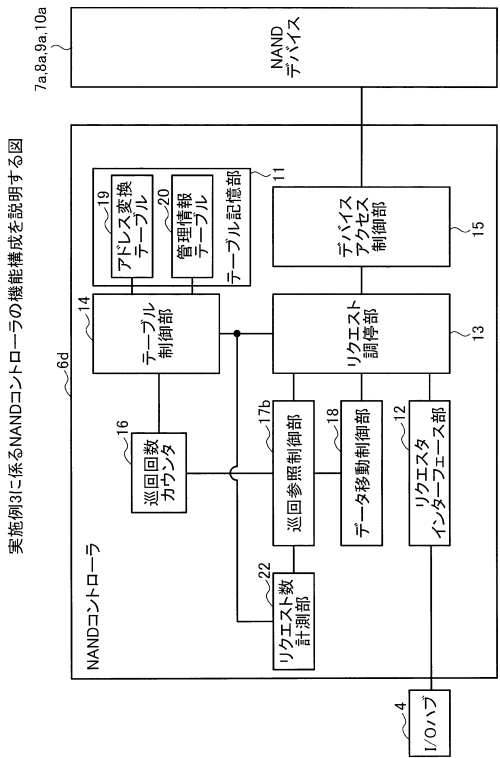 実施例3に係るNANDコントローラの機能構成を説明する図
6d
7a,8a,9a,10a
NANDコントローラ
14
テーブル
制御部
19
アドレス変換
テーブル
20
管理情報
テーブル
テーブル記憶部
11
16
巡回回数
カウンタ
22
リクエスト数
計測部
17b
巡回参照制御部
18
データ移動制御部
12
リクエスタ
インターフェース部
リクエスト
調停部
13
デバイス
アクセス
制御部
15
NAND
デバイス
4
I/Oハブ